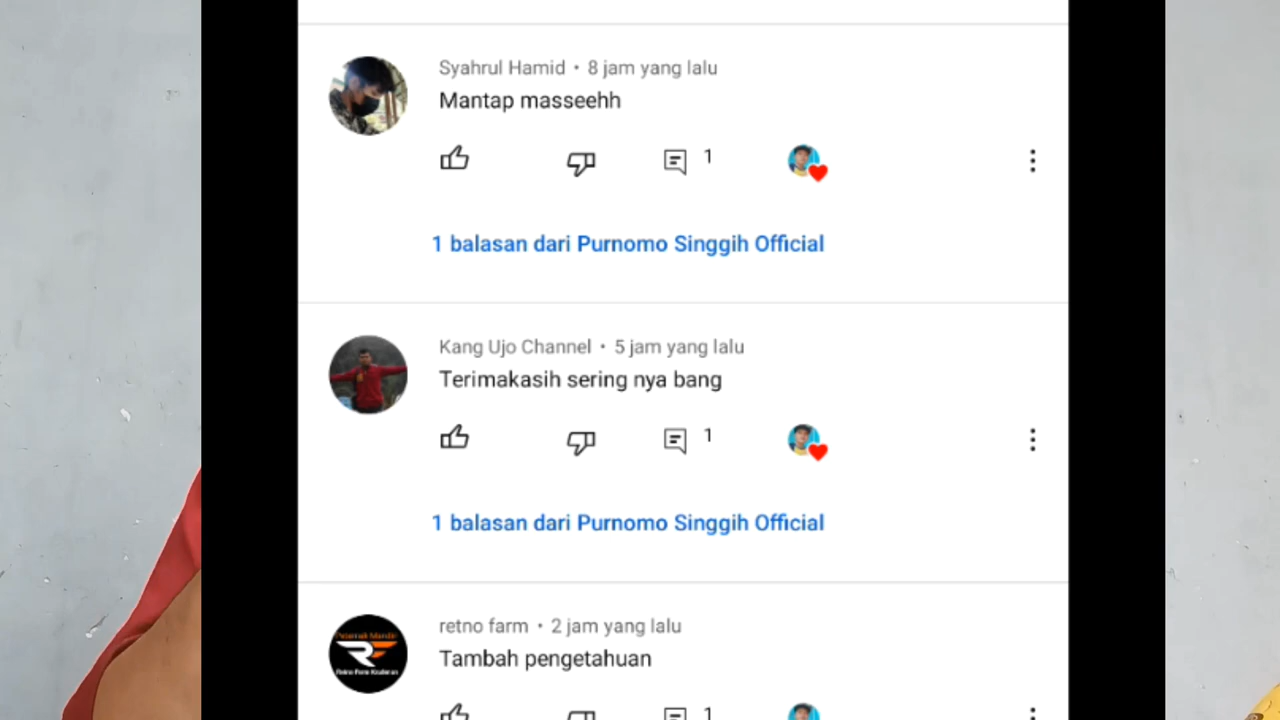 Syahrul Hamid • 8 jam yang lalu
Mantap masseehh
1
1 balasan dari Purnomo Singgih Official
Kang Ujo Channel • 5 jam yang lalu
Terimakasih sering nya bang
1
1 balasan dari Purnomo Singgih Official
retno farm • 2 jam yang lalu
Tambah pengetahuan
1